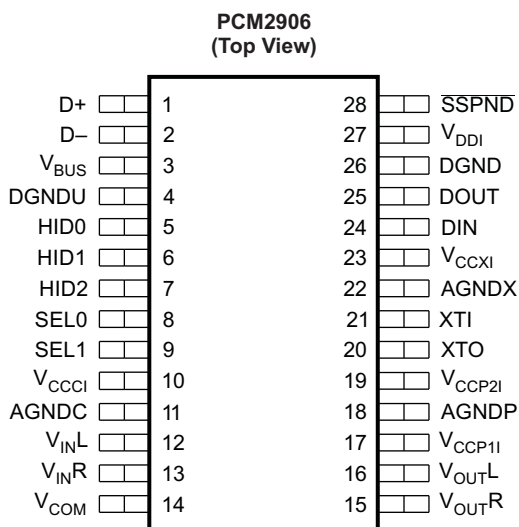 PCM2906
(Top View)
D+ 1 28 SSPND
D– 2 27 VDDI
VBUS 3 26 DGND
DGNDU 4 25 DOUT
HID0 5 24 DIN
HID1 6 23 VCCXI
HID2 7 22 AGNDX
SEL0 8 21 XTI
SEL1 9 20 XTO
VCCCI 10 19 VCCP2I
AGNDC 11 18 AGNDP
VINL 12 17 VCCP1I
VINR 13 16 VOUTL
VCOM 14 15 VOUTR